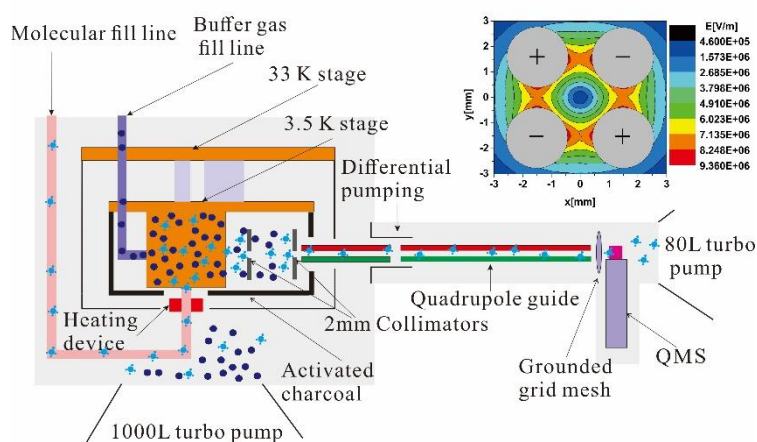 Molecular fill line
Buffer gas
fill line
33 K stage
3.5 K stage
Differential
pumping
80L turbo
pump
Quadrupole guide
2mm Collimators
Grounded
grid mesh
QMS
Heating
device
Activated
charcoal
1000L turbo pump
E[V/m]
4.600E+05
1.573E+06
2.685E+06
3.798E+06
4.910E+06
6.023E+06
7.135E+06
8.248E+06
9.360E+06
y[mm]
3
2
1
0
-1
-2
-3
+
−
−
+
-3 -2 -1 0 1 2 3
x[mm]